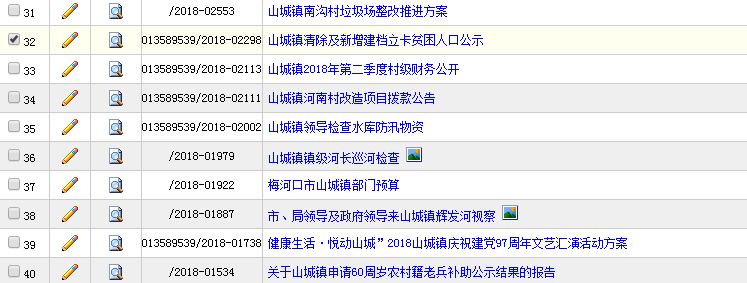 31 /2018-02553 山城镇南沟村垃圾场整改推进方案
32 013589539/2018-02298 山城镇清除及新增建档立卡贫困人口公示
33 013589539/2018-02113 山城镇2018年第二季度村级财务公开
34 013589539/2018-02111 山城镇河南村改造项目拨款公告
35 013589539/2018-02002 山城镇领导检查水库防汛物资
36 /2018-01979 山城镇镇级河长巡河检查
37 /2018-01922 梅河口市山城镇部门预算
38 /2018-01887 市、局领导及政府领导来山城镇辉发河视察
39 013589539/2018-01738 健康生活·悦动山城”2018山城镇庆祝建党97周年文艺汇演活动方案
40 /2018-01534 关于山城镇申请60周岁农村籍老兵补助公示结果的报告